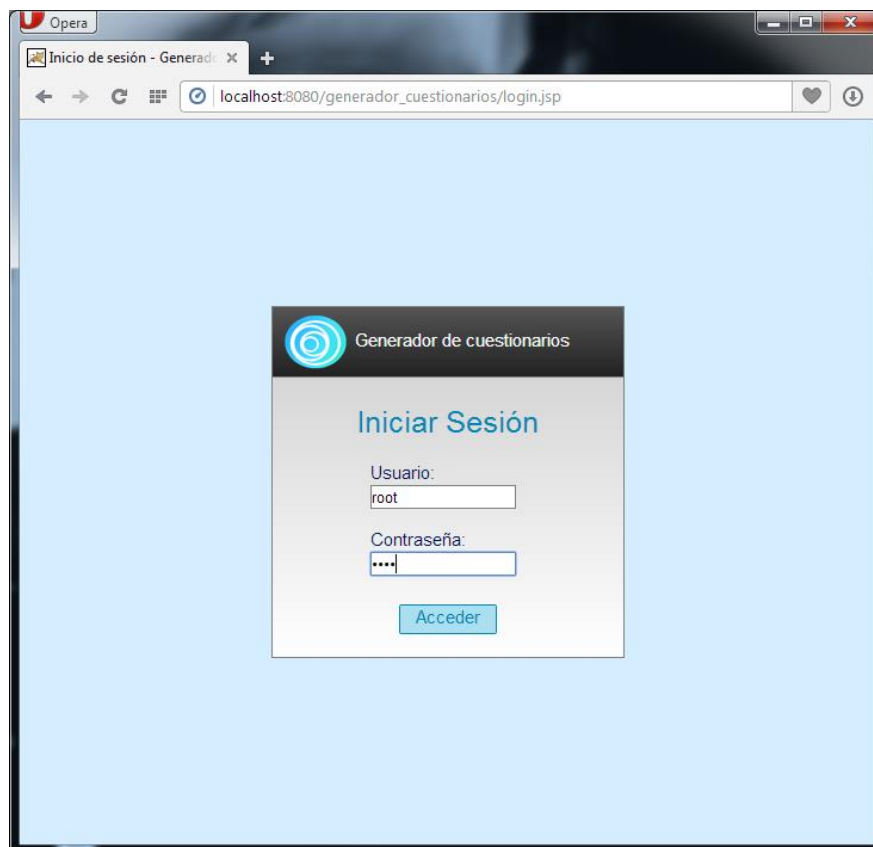 Opera
Inicio de sesión - Generado
localhost:8080/generador_cuestionarios/login.jsp
Generador de cuestionarios
Iniciar Sesión
Usuario:
root
Contraseña:
••••
Acceder